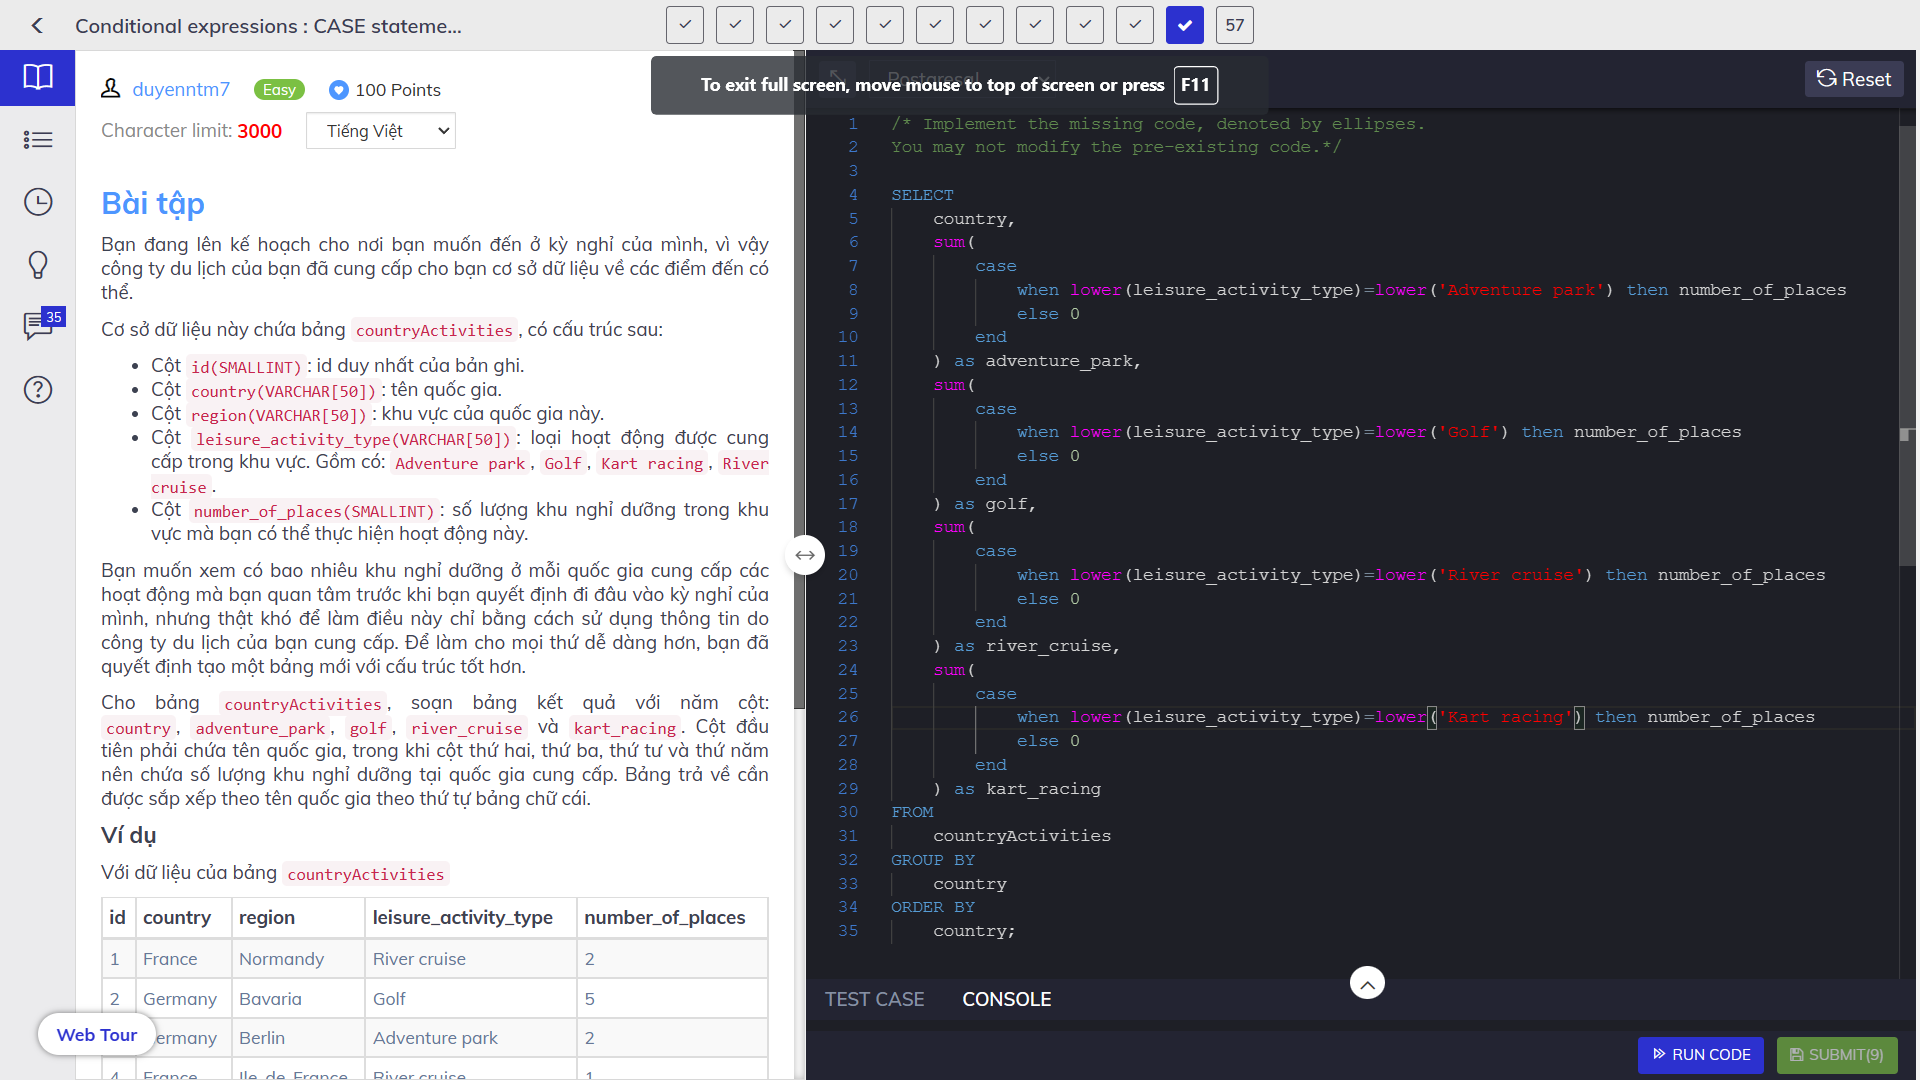 Conditional expressions : CASE stateme...
57
duyenntm7 Easy 100 Points
Character limit: 3000 Tiếng Việt
35
Bài tập
Bạn đang lên kế hoạch cho nơi bạn muốn đến ở kỳ nghỉ của mình, vì vậy
công ty du lịch của bạn đã cung cấp cho bạn cơ sở dữ liệu về các điểm đến có
thể.
Cơ sở dữ liệu này chứa bảng countryActivities, có cấu trúc sau:
Cột id(SMALLINT): id duy nhất của bản ghi.
Cột country(VARCHAR[50]): tên quốc gia.
Cột region(VARCHAR[50]): khu vực của quốc gia này.
Cột leisure_activity_type(VARCHAR[50]): loại hoạt động được cung
cấp trong khu vực. Gồm có: Adventure park, Golf, Kart racing, River
cruise.
Cột number_of_places(SMALLINT): số lượng khu nghỉ dưỡng trong khu
vực mà bạn có thể thực hiện hoạt động này.
Bạn muốn xem có bao nhiêu khu nghỉ dưỡng ở mỗi quốc gia cung cấp các
hoạt động mà bạn quan tâm trước khi bạn quyết định đi đâu vào kỳ nghỉ của
mình, nhưng thật khó để làm điều này chỉ bằng cách sử dụng thông tin do
công ty du lịch của bạn cung cấp. Để làm cho mọi thứ dễ dàng hơn, bạn đã
quyết định tạo một bảng mới với cấu trúc tốt hơn.
Cho bảng countryActivities, soạn bảng kết quả với năm cột:
country, adventure_park, golf, river_cruise và kart_racing. Cột đầu
tiên phải chứa tên quốc gia, trong khi cột thứ hai, thứ ba, thứ tư và thứ năm
nên chứa số lượng khu nghỉ dưỡng tại quốc gia cung cấp. Bảng trả về cần
được sắp xếp theo tên quốc gia theo thứ tự bảng chữ cái.
Ví dụ
Với dữ liệu của bảng countryActivities
id country region leisure_activity_type number_of_places
1 France Normandy River cruise 2
2 Germany Bavaria Golf 5
ermany Berlin Adventure park 2
4 France Ile-de-France River cruise 1
Web Tour
To exit full screen, move mouse to top of screen or press F11
Postgresql
Reset
1 /* Implement the missing code, denoted by ellipses.
2 You may not modify the pre-existing code.*/
3
4 SELECT
5 country,
6 sum(
7 case
8 when lower(leisure_activity_type)=lower('Adventure park') then number_of_places
9 else 0
10 end
11 ) as adventure_park,
12 sum(
13 case
14 when lower(leisure_activity_type)=lower('Golf') then number_of_places
15 else 0
16 end
17 ) as golf,
18 sum(
19 case
20 when lower(leisure_activity_type)=lower('River cruise') then number_of_places
21 else 0
22 end
23 ) as river_cruise,
24 sum(
25 case
26 when lower(leisure_activity_type)=lower('Kart racing') then number_of_places
27 else 0
28 end
29 ) as kart_racing
30 FROM
31 countryActivities
32 GROUP BY
33 country
34 ORDER BY
35 country;
TEST CASE CONSOLE
RUN CODE SUBMIT(9)